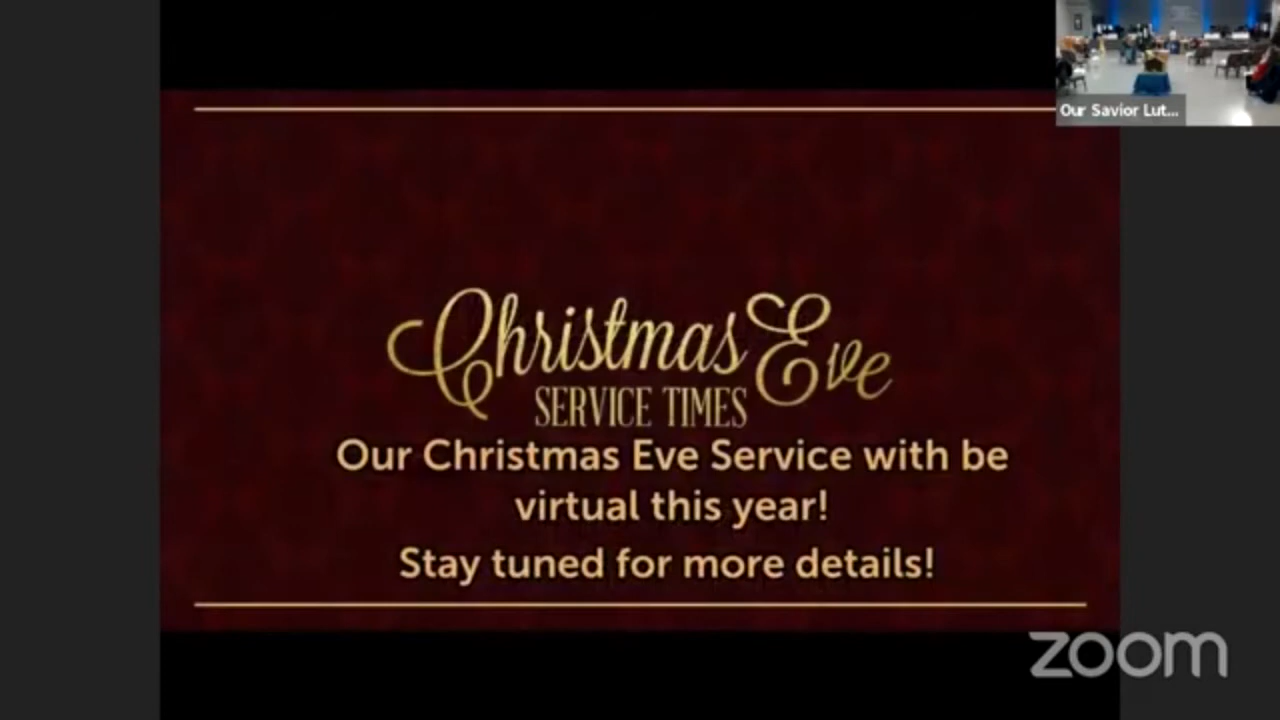 Our Savior Lut...
Christmas Eve
SERVICE TIMES
Our Christmas Eve Service with be
virtual this year!
Stay tuned for more details!
zoom